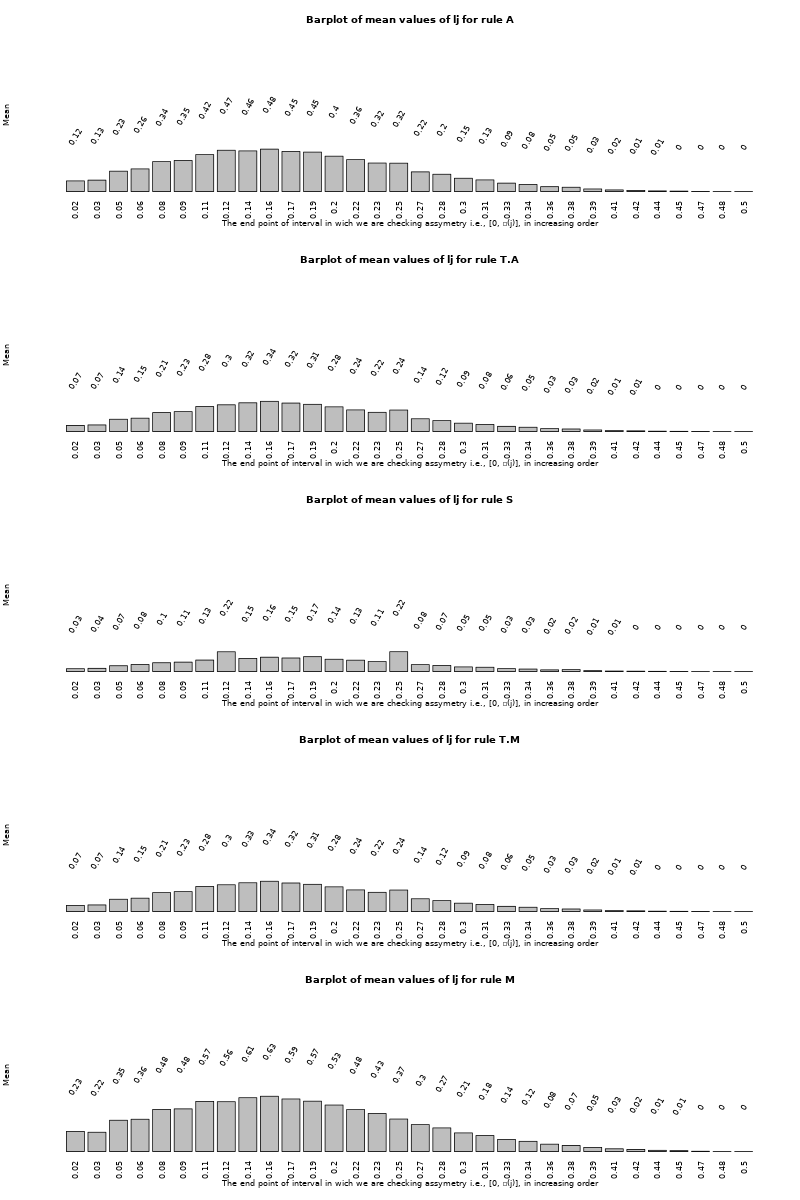 Barplot of mean values of lj for rule A
Mean
0.12 0.13 0.23 0.26 0.34 0.35 0.42 0.47 0.46 0.48 0.45 0.45 0.4 0.36 0.32 0.32 0.22 0.2 0.15 0.13 0.09 0.08 0.05 0.05 0.03 0.02 0.01 0.01 0 0 0 0
0.02 0.03 0.05 0.06 0.08 0.09 0.11 0.12 0.14 0.16 0.17 0.19 0.2 0.22 0.23 0.25 0.27 0.28 0.3 0.31 0.33 0.34 0.36 0.38 0.39 0.41 0.42 0.44 0.45 0.47 0.48 0.5
The end point of interval in wich we are checking assymetry i.e., [0, □(j)], in increasing order
Barplot of mean values of lj for rule T.A
Mean
0.07 0.07 0.14 0.15 0.21 0.23 0.28 0.3 0.32 0.34 0.32 0.31 0.28 0.24 0.22 0.24 0.14 0.12 0.09 0.08 0.06 0.05 0.03 0.03 0.02 0.01 0.01 0 0 0 0 0
0.02 0.03 0.05 0.06 0.08 0.09 0.11 0.12 0.14 0.16 0.17 0.19 0.2 0.22 0.23 0.25 0.27 0.28 0.3 0.31 0.33 0.34 0.36 0.38 0.39 0.41 0.42 0.44 0.45 0.47 0.48 0.5
The end point of interval in wich we are checking assymetry i.e., [0, □(j)], in increasing order
Barplot of mean values of lj for rule S
Mean
0.03 0.04 0.07 0.08 0.1 0.11 0.13 0.22 0.15 0.16 0.15 0.17 0.14 0.13 0.11 0.22 0.08 0.07 0.05 0.05 0.03 0.03 0.02 0.02 0.01 0.01 0 0 0 0 0 0
0.02 0.03 0.05 0.06 0.08 0.09 0.11 0.12 0.14 0.16 0.17 0.19 0.2 0.22 0.23 0.25 0.27 0.28 0.3 0.31 0.33 0.34 0.36 0.38 0.39 0.41 0.42 0.44 0.45 0.47 0.48 0.5
The end point of interval in wich we are checking assymetry i.e., [0, □(j)], in increasing order
Barplot of mean values of lj for rule T.M
Mean
0.07 0.07 0.14 0.15 0.21 0.23 0.28 0.3 0.33 0.34 0.32 0.31 0.28 0.24 0.22 0.24 0.14 0.12 0.09 0.08 0.06 0.05 0.03 0.03 0.02 0.01 0.01 0 0 0 0 0
0.02 0.03 0.05 0.06 0.08 0.09 0.11 0.12 0.14 0.16 0.17 0.19 0.2 0.22 0.23 0.25 0.27 0.28 0.3 0.31 0.33 0.34 0.36 0.38 0.39 0.41 0.42 0.44 0.45 0.47 0.48 0.5
The end point of interval in wich we are checking assymetry i.e., [0, □(j)], in increasing order
Barplot of mean values of lj for rule M
Mean
0.23 0.22 0.35 0.36 0.48 0.48 0.57 0.56 0.61 0.63 0.59 0.57 0.53 0.48 0.43 0.37 0.3 0.27 0.21 0.18 0.14 0.12 0.08 0.07 0.05 0.03 0.02 0.01 0.01 0 0 0
0.02 0.03 0.05 0.06 0.08 0.09 0.11 0.12 0.14 0.16 0.17 0.19 0.2 0.22 0.23 0.25 0.27 0.28 0.3 0.31 0.33 0.34 0.36 0.38 0.39 0.41 0.42 0.44 0.45 0.47 0.48 0.5
The end point of interval in wich we are checking assymetry i.e., [0, □(j)], in increasing order